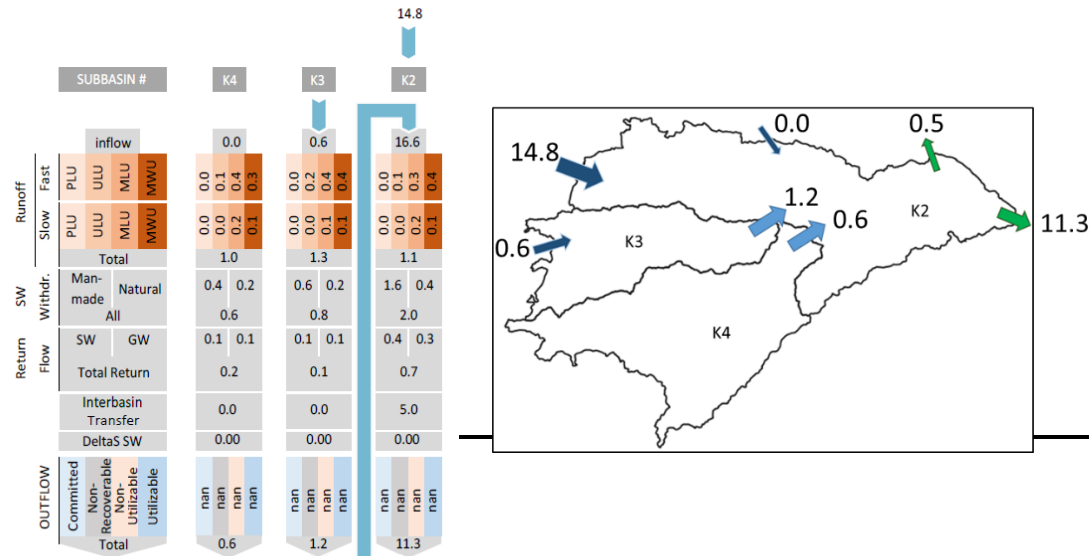 14.8
SUBBASIN # K4 K3 K2
inflow 0.0 0.6 16.6
Runoff
Fast PLU ULU MLU MWU 0.0 0.1 0.4 0.3 0.0 0.2 0.4 0.4 0.0 0.1 0.3 0.4
Slow PLU ULU MLU MWU 0.0 0.0 0.2 0.1 0.0 0.0 0.1 0.1 0.0 0.0 0.2 0.1
Total 1.0 1.3 1.1
SW Withdr.
Man-made Natural 0.4 0.2 0.6 0.2 1.6 0.4
All 0.6 0.8 2.0
Return Flow
SW GW 0.1 0.1 0.1 0.1 0.4 0.3
Total Return 0.2 0.1 0.7
Interbasin
Transfer 0.0 0.0 5.0
DeltaS SW 0.00 0.00 0.00
OUTFLOW
Committed Non-Recoverable Non-Utilizable Utilizable nan nan nan nan nan nan nan nan nan nan nan nan
Total 0.6 1.2 11.3
0.0 0.5
14.8
1.2
0.6 K2
11.3
K3
0.6
K4